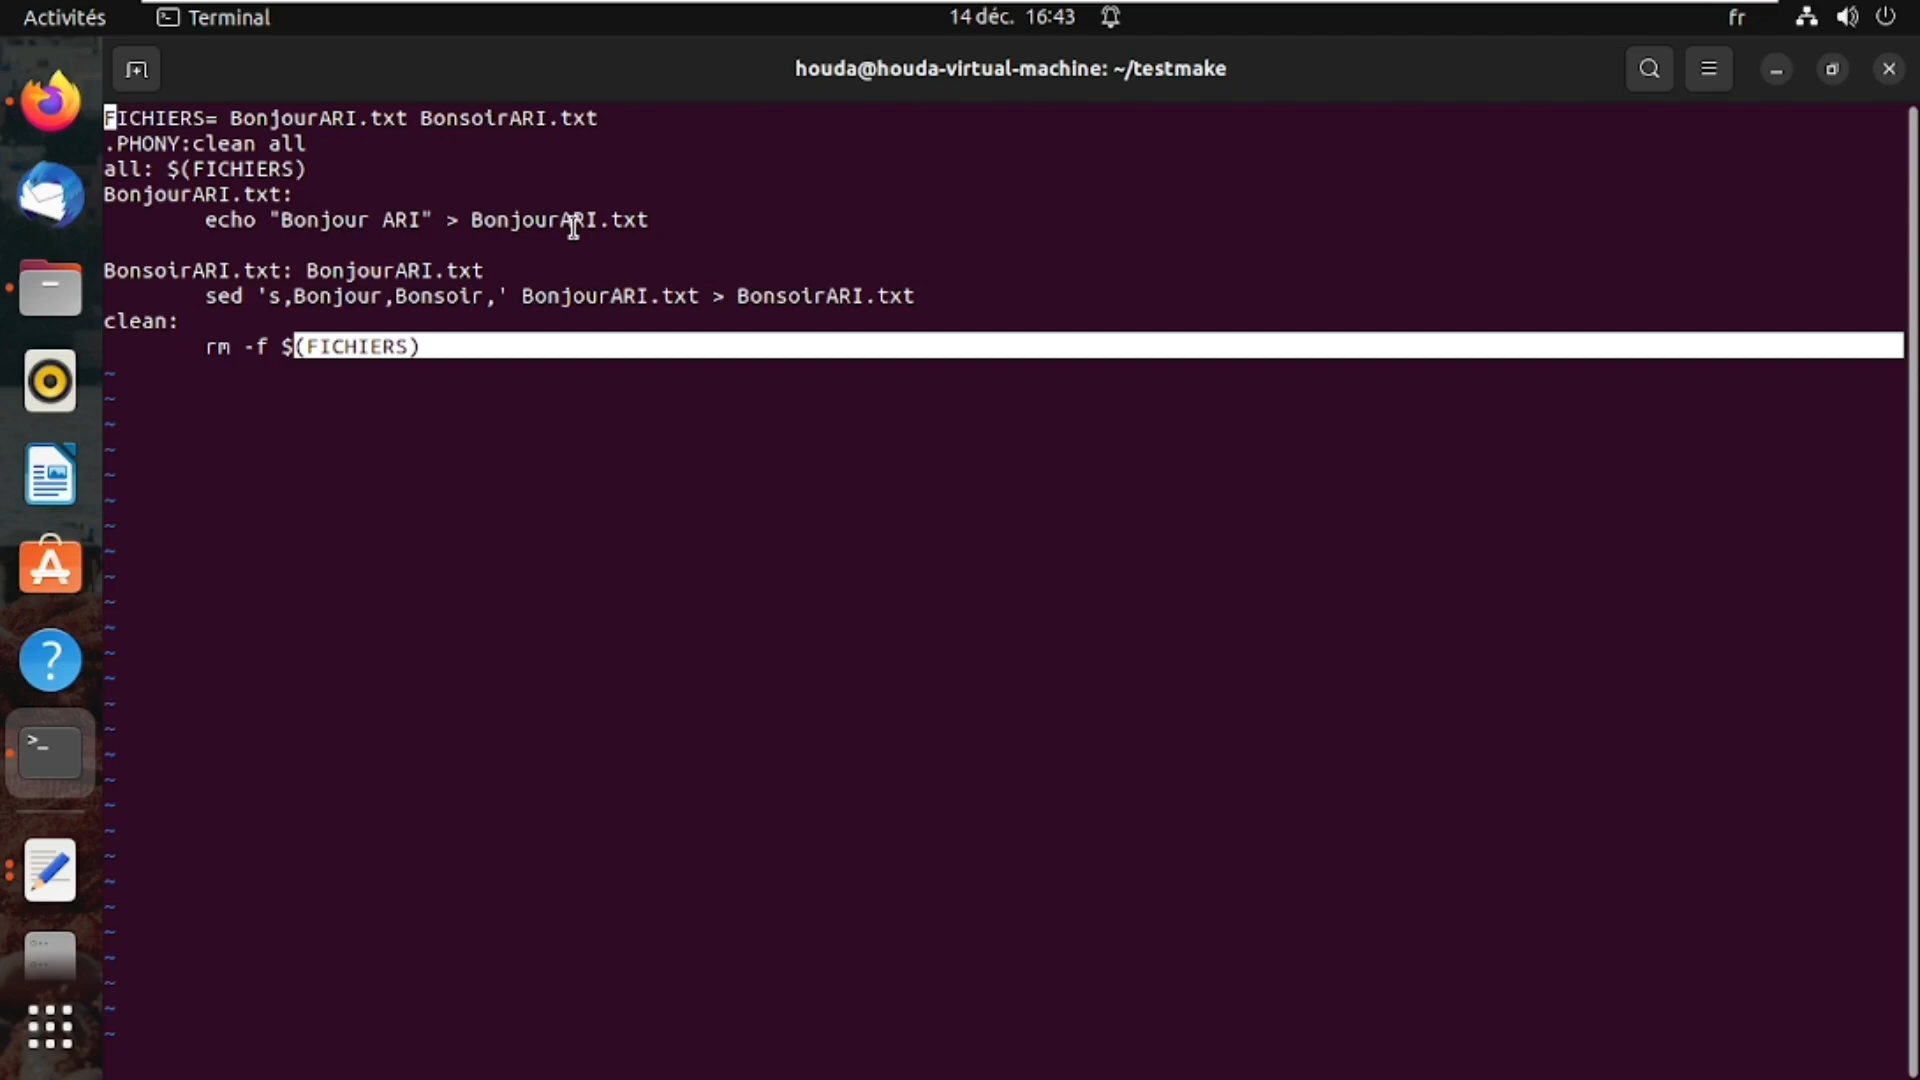 Activités
Terminal
14 déc. 16:43
fr
houda@houda-virtual-machine: ~/testmake
FICHIERS= BonjourARI.txt BonsoirARI.txt
.PHONY:clean all
all: $(FICHIERS)
BonjourARI.txt:
echo "Bonjour ARI" > BonjourARI.txt
BonsoirARI.txt: BonjourARI.txt
sed 's,Bonjour,Bonsoir,' BonjourARI.txt > BonsoirARI.txt
clean:
rm -f $(FICHIERS)